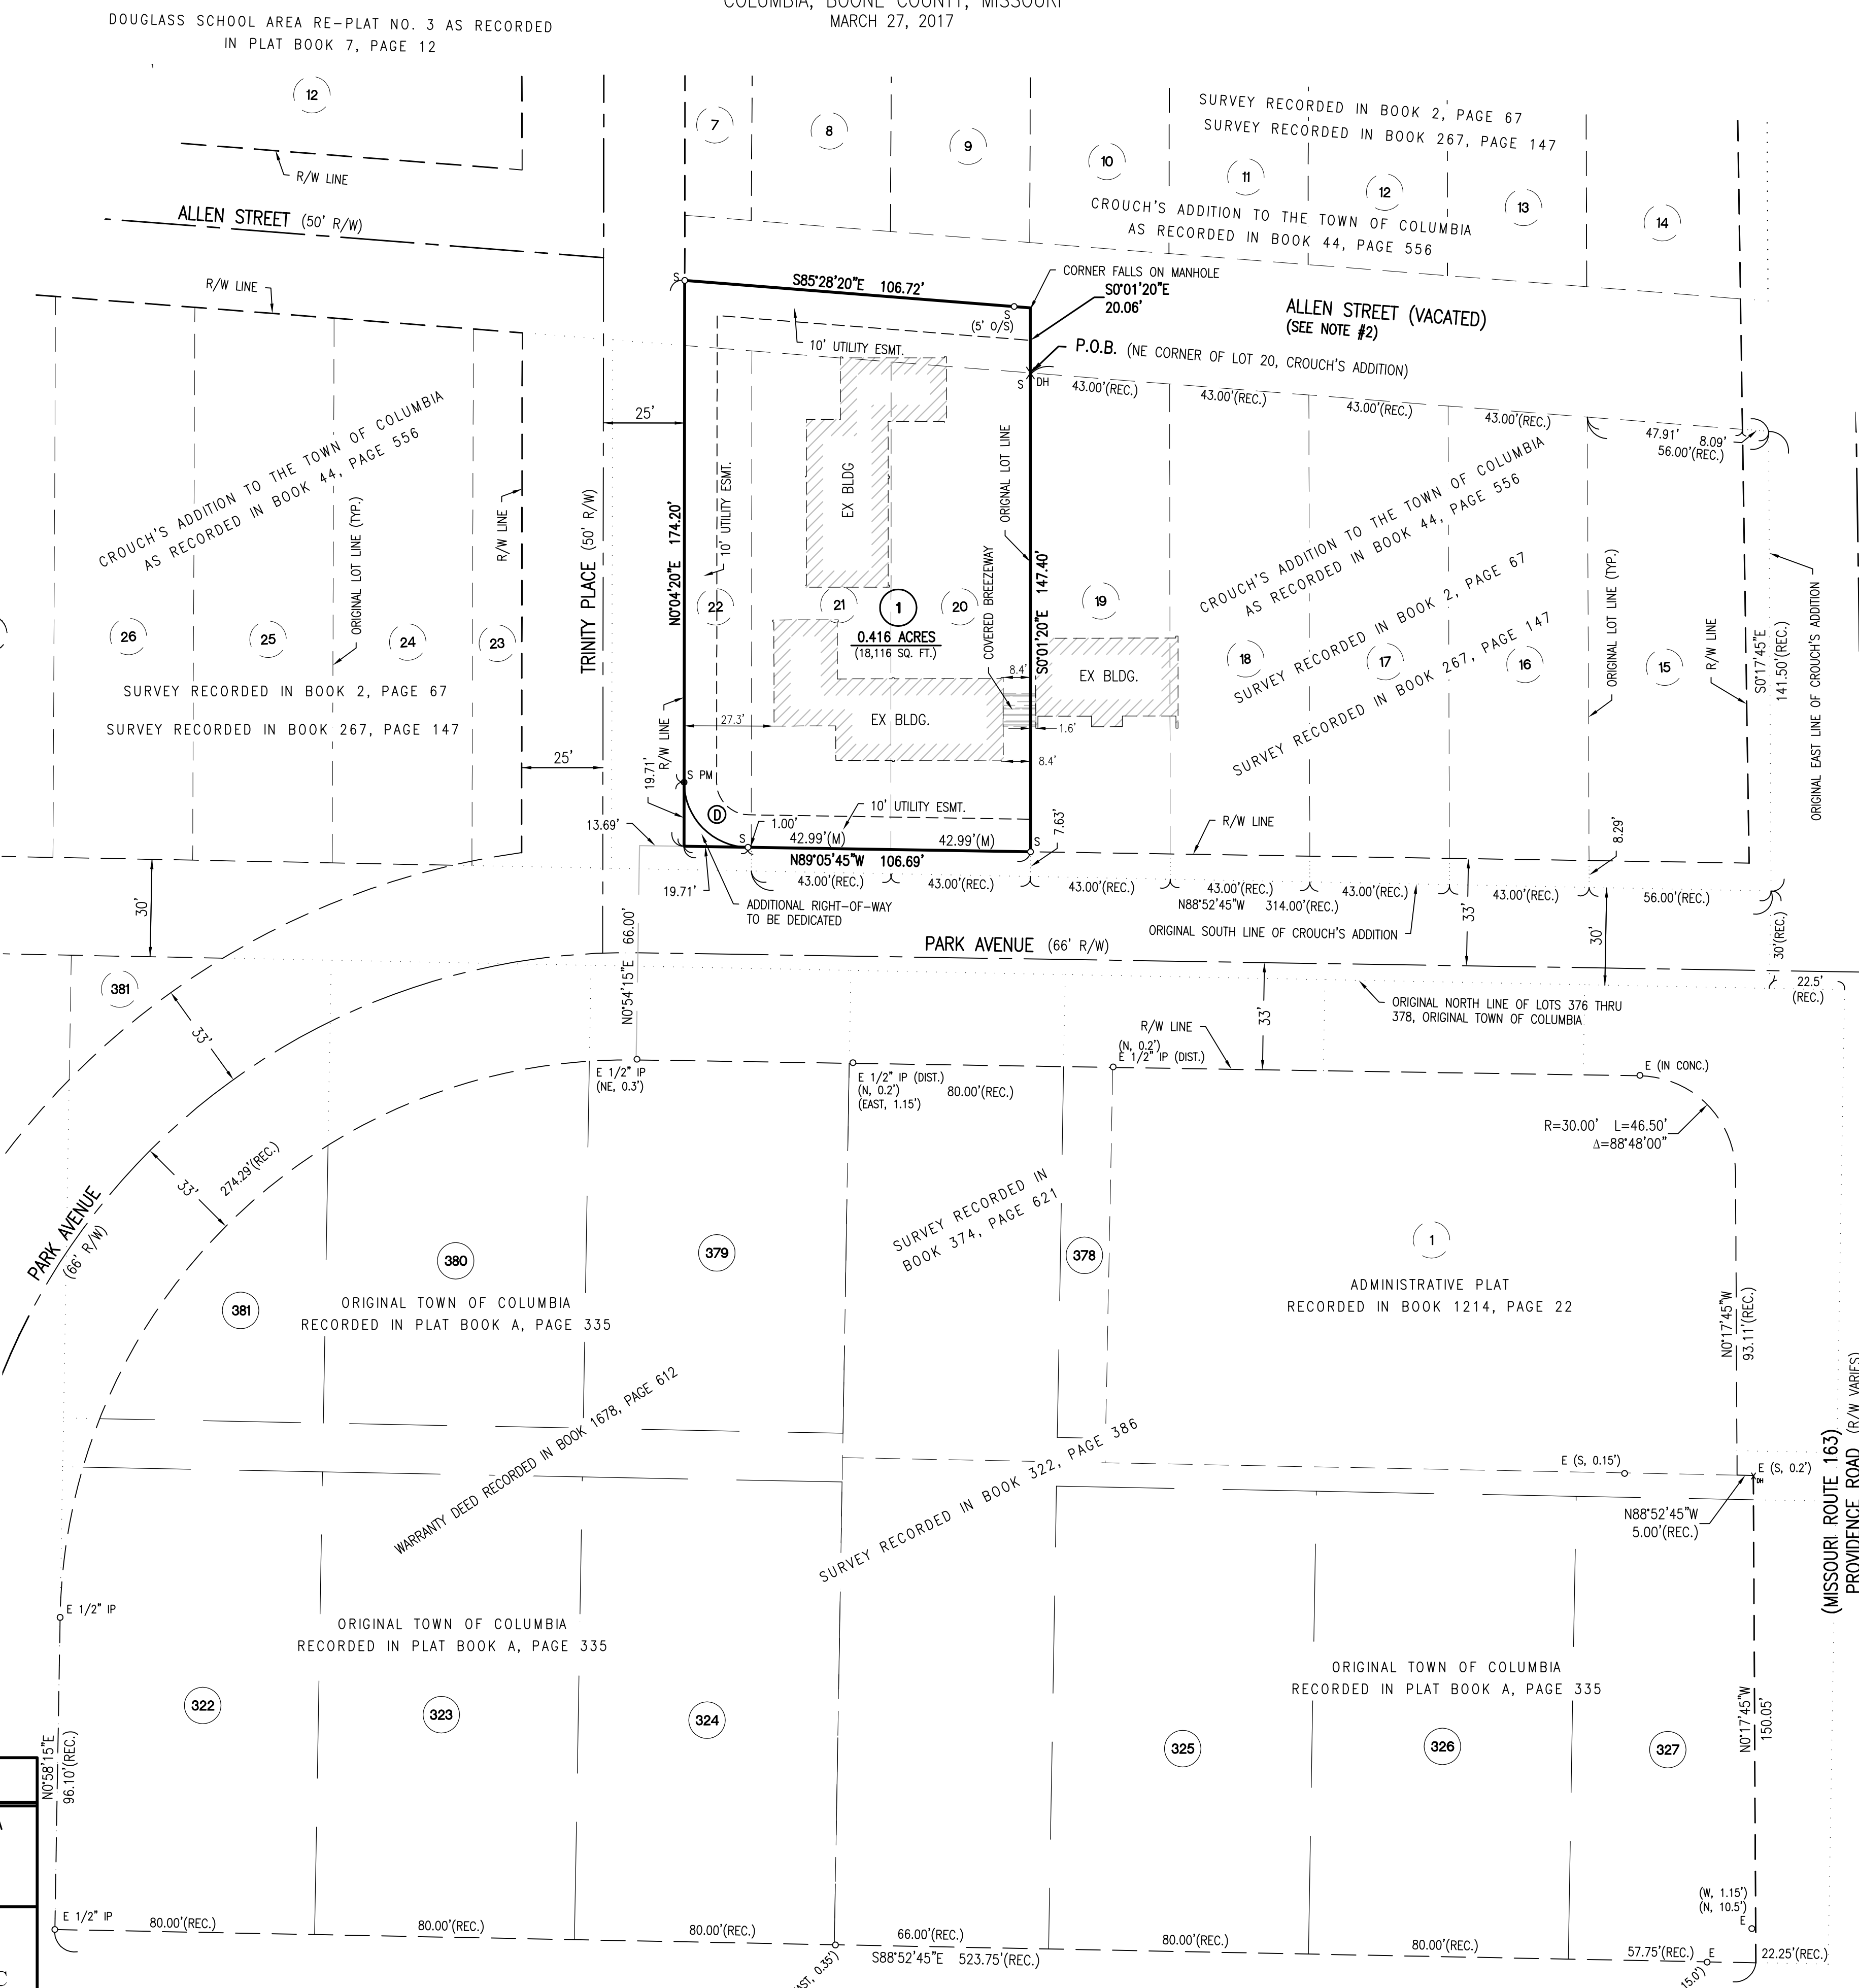 COLUMBIA, BOONE COUNTY, MISSOURI
MARCH 27, 2017
DOUGLASS SCHOOL AREA RE-PLAT NO. 3 AS RECORDED
IN PLAT BOOK 7, PAGE 12
12
R/W LINE
ALLEN STREET (50' R/W)
R/W LINE
7
8
9
10
11
12
13
14
SURVEY RECORDED IN BOOK 2, PAGE 67
SURVEY RECORDED IN BOOK 267, PAGE 147
CROUCH'S ADDITION TO THE TOWN OF COLUMBIA
AS RECORDED IN BOOK 44, PAGE 556
CORNER FALLS ON MANHOLE
S
S85°28'20"E 106.72'
S
S0°01'20"E
20.06'
(5' O/S)
10' UTILITY ESMT.
ALLEN STREET (VACATED)
(SEE NOTE #2)
P.O.B. (NE CORNER OF LOT 20, CROUCH'S ADDITION)
S
DH
43.00'(REC.)
43.00'(REC.)
43.00'(REC.)
43.00'(REC.)
47.91'
8.09'
56.00'(REC.)
25'
CROUCH'S ADDITION TO THE TOWN OF COLUMBIA
AS RECORDED IN BOOK 44, PAGE 556
ORIGINAL LOT LINE (TYP.)
R/W LINE
TRINITY PLACE (50' R/W)
N0°04'20"E 174.20'
10' UTILITY ESMT.
EX BLDG
ORIGNAL LOT LINE
COVERED BREEZEWAY
S0°01'20"E 147.40'
CROUCH'S ADDITION TO THE TOWN OF COLUMBIA
AS RECORDED IN BOOK 44, PAGE 556
SURVEY RECORDED IN BOOK 2, PAGE 67
SURVEY RECORDED IN BOOK 267, PAGE 147
ORIGINAL LOT LINE (TYP.)
R/W LINE
S0°17'45"E
141.50'(REC.)
ORIGINAL EAST LINE OF CROUCH'S ADDITION
26
25
24
23
22
21
1
20
19
18
17
16
15
0.416 ACRES
(18,116 SQ. FT.)
SURVEY RECORDED IN BOOK 2, PAGE 67
SURVEY RECORDED IN BOOK 267, PAGE 147
8.4'
EX BLDG.
EX BLDG.
27.3'
1.6'
8.4'
25'
R/W LINE
19.71'
S PM
D
10' UTILITY ESMT.
13.69'
S
1.00'
42.99'(M)
42.99'(M)
S
7.63'
R/W LINE
8.29'
N89°05'45"W 106.69'
19.71'
43.00'(REC.)
43.00'(REC.)
43.00'(REC.)
43.00'(REC.)
43.00'(REC.)
43.00'(REC.)
56.00'(REC.)
ADDITIONAL RIGHT-OF-WAY
TO BE DEDICATED
N88°52'45"W 314.00'(REC.)
ORIGINAL SOUTH LINE OF CROUCH'S ADDITION
30'
33'
30'
30'(REC.)
N0°54'15"E 66.00'
PARK AVENUE (66' R/W)
381
22.5'
(REC.)
ORIGINAL NORTH LINE OF LOTS 376 THRU
378, ORIGINAL TOWN OF COLUMBIA
33'
33'
R/W LINE
(N, 0.2')
E 1/2" IP (DIST.)
E 1/2" IP
(NE, 0.3')
E 1/2" IP (DIST.)
(N, 0.2')
(EAST, 1.15')
80.00'(REC.)
E (IN CONC.)
R=30.00' L=46.50'
Δ=88°48'00"
33'
274.29'(REC.)
PARK AVENUE
(66' R/W)
SURVEY RECORDED IN
BOOK 374, PAGE 621
381
380
379
378
1
ORIGINAL TOWN OF COLUMBIA
RECORDED IN PLAT BOOK A, PAGE 335
ADMINISTRATIVE PLAT
RECORDED IN BOOK 1214, PAGE 22
N0°17'45"W
93.11'(REC.)
WARRANTY DEED RECORDED IN BOOK 1678, PAGE 612
SURVEY RECORDED IN BOOK 322, PAGE 386
E (S, 0.15')
E (S, 0.2')
DH
N88°52'45"W
5.00'(REC.)
(MISSOURI ROUTE 163)
PROVIDENCE ROAD (R/W VARIES)
E 1/2" IP
ORIGINAL TOWN OF COLUMBIA
RECORDED IN PLAT BOOK A, PAGE 335
ORIGINAL TOWN OF COLUMBIA
RECORDED IN PLAT BOOK A, PAGE 335
322
323
324
325
326
327
N0°58'15"E
96.10'(REC.)
N0°17'45"W
150.05'
(W, 1.15')
(N, 10.5')
E
E 1/2" IP
80.00'(REC.)
80.00'(REC.)
80.00'(REC.)
66.00'(REC.)
80.00'(REC.)
80.00'(REC.)
57.75'(REC.)
E
22.25'(REC.)
S88°52'45"E 523.75'(REC.)
0.35')
15.0')